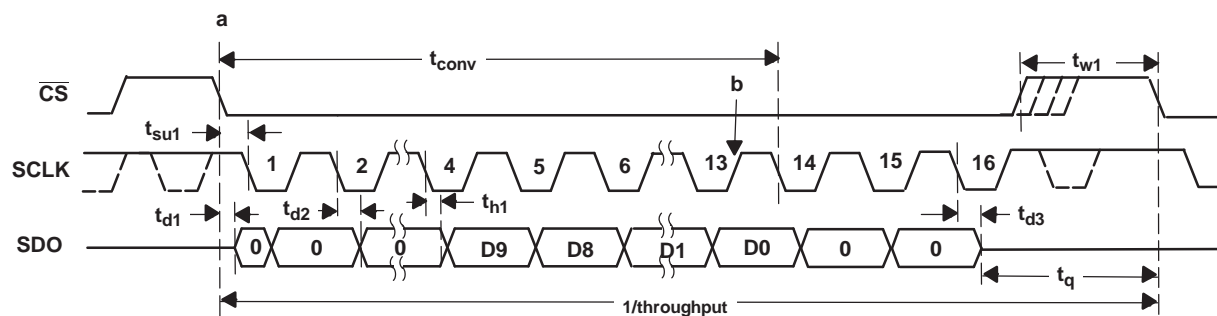 a
t_conv
t_w1
CS
b
t_su1
SCLK 1 2 4 5 6 13 14 15 16
t_d1 t_d2 t_h1 t_d3
SDO 0 0 0 D9 D8 D1 D0 0 0
t_q
1/throughput